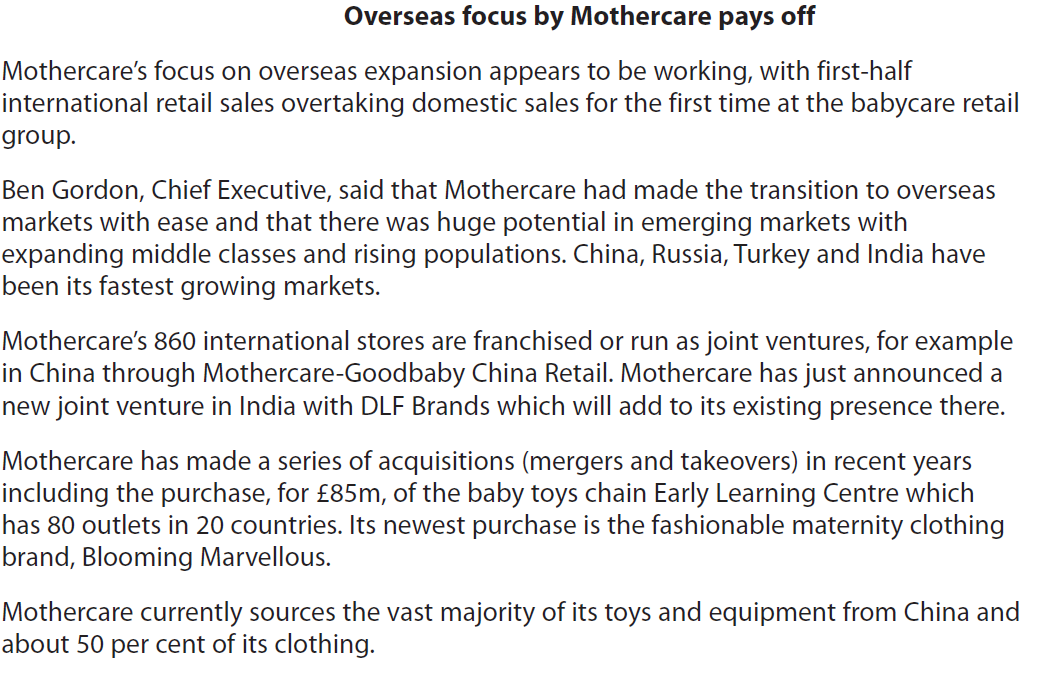 Overseas focus by Mothercare pays off
Mothercare's focus on overseas expansion appears to be working, with first-half
international retail sales overtaking domestic sales for the first time at the babycare retail
group.
Ben Gordon, Chief Executive, said that Mothercare had made the transition to overseas
markets with ease and that there was huge potential in emerging markets with
expanding middle classes and rising populations. China, Russia, Turkey and India have
been its fastest growing markets.
Mothercare's 860 international stores are franchised or run as joint ventures, for example
in China through Mothercare-Goodbaby China Retail. Mothercare has just announced a
new joint venture in India with DLF Brands which will add to its existing presence there.
Mothercare has made a series of acquisitions (mergers and takeovers) in recent years
including the purchase, for £85m, of the baby toys chain Early Learning Centre which
has 80 outlets in 20 countries. Its newest purchase is the fashionable maternity clothing
brand, Blooming Marvellous.
Mothercare currently sources the vast majority of its toys and equipment from China and
about 50 per cent of its clothing.